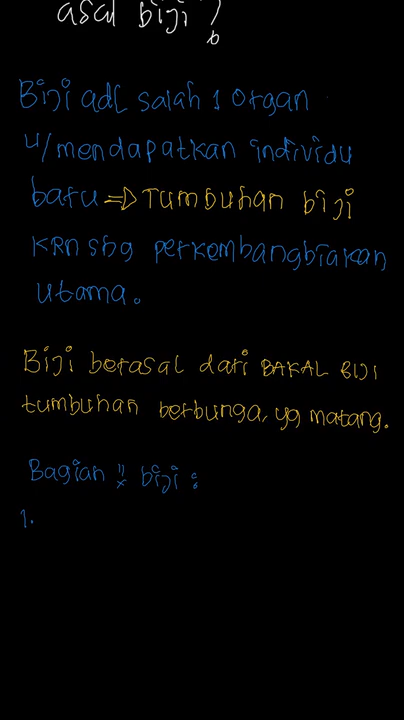 asal biji?
Biji adl salah 1 organ
u/mendapatkan individu
baru => Tumbuhan biji
KRN sbg perkembangbiakan
utama.
Biji berasal dari BAKAL BIJI
tumbuhan berbunga, yg matang.
Bagian " biji :
1.